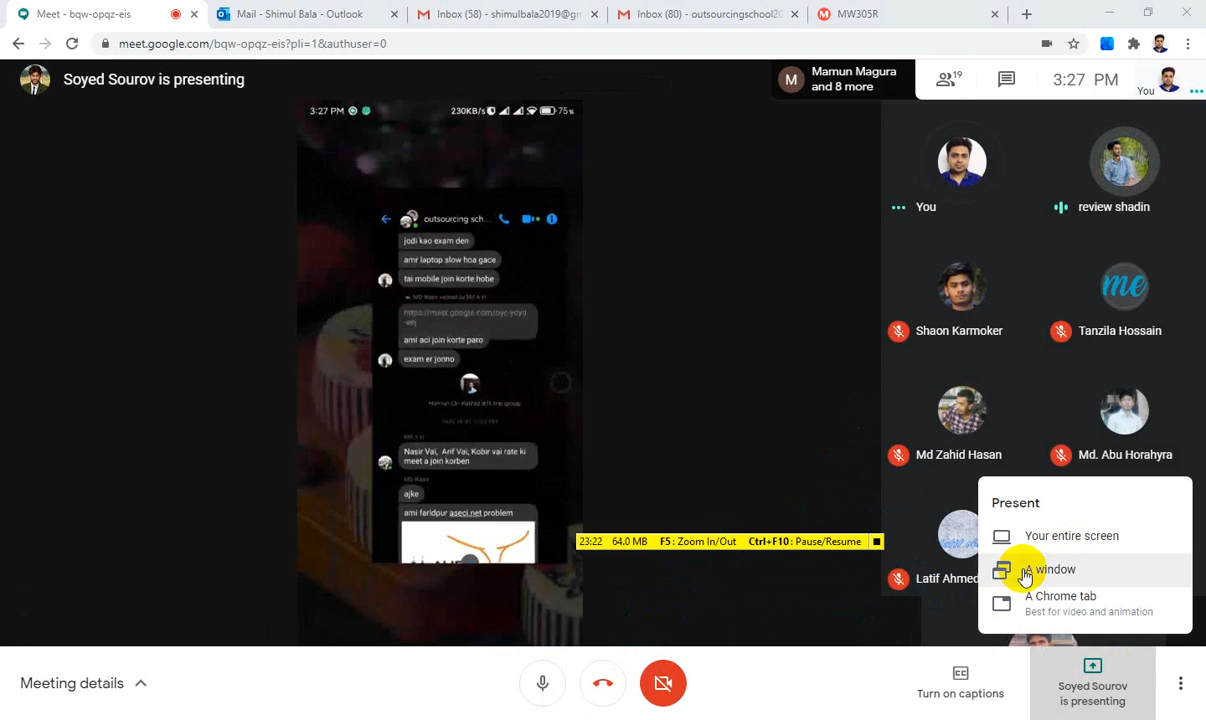 Meet - bqw-opqz-eis
Mail - Shimul Bala - Outlook
Inbox (58) - shimulbala2019@gm
Inbox (80) - outsourcingschool20
MW305R
meet.google.com/bqw-opqz-eis?pli=1&authuser=0
Soyed Sourov is presenting
M
Mamun Magura
and 8 more
19
3:27 PM
You
3:27 PM
230KB/s
75%
outsourcing sch...
jodi kao exam den
amr laptop slow hoa gace
tai mobile join korte hobe
ami aci join korte paro
exam er jonno
left the group
Nasir Vai, Arif Vai, Kobir vai rate ki
meet a join korben
ajke
ami faridpur aseci.net problem
You
review shadin
Shaon Karmoker
me
Tanzila Hossain
Md Zahid Hasan
Md. Abu Horahyra
Latif Ahmed
Present
Your entire screen
A window
A Chrome tab
Best for video and animation
23:22 64.0 MB F5: Zoom In/Out Ctrl+F10: Pause/Resume
Meeting details
Turn on captions
Soyed Sourov
is presenting